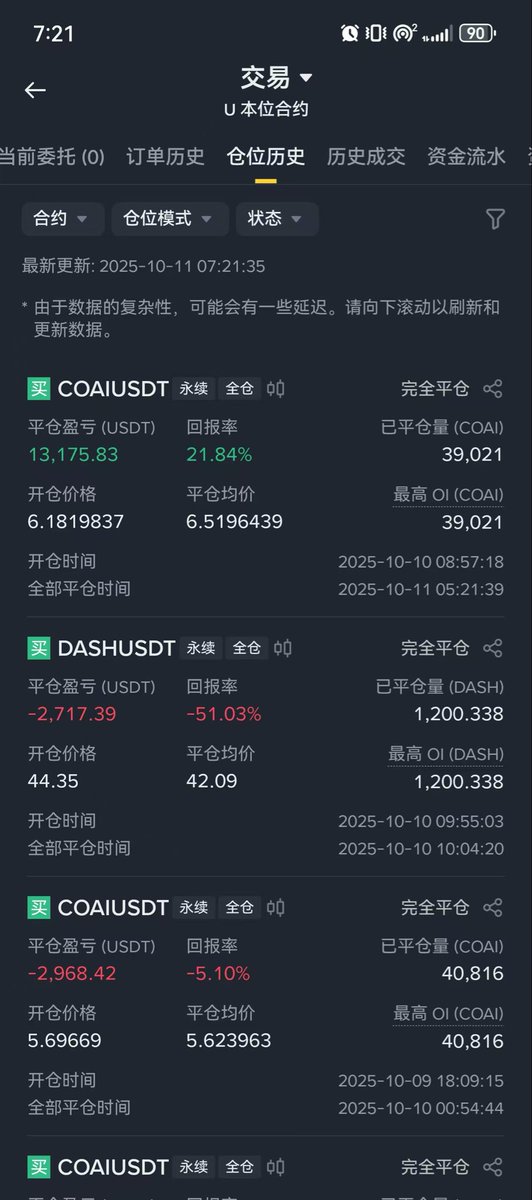 7:21
2
90
交易
U 本位合约
当前委托 (0) 订单历史 仓位历史 历史成交 资金流水
合约 仓位模式 状态
最新更新: 2025-10-11 07:21:35
* 由于数据的复杂性，可能会有一些延迟。请向下滚动以刷新和
更新数据。
买 COAIUSDT 永续 全仓 完全平仓
平仓盈亏 (USDT) 回报率 已平仓量 (COAI)
13,175.83 21.84% 39,021
开仓价格 平仓均价 最高 OI (COAI)
6.1819837 6.5196439 39,021
开仓时间 2025-10-10 08:57:18
全部平仓时间 2025-10-11 05:21:39
买 DASHUSDT 永续 全仓 完全平仓
平仓盈亏 (USDT) 回报率 已平仓量 (DASH)
-2,717.39 -51.03% 1,200.338
开仓价格 平仓均价 最高 OI (DASH)
44.35 42.09 1,200.338
开仓时间 2025-10-10 09:55:03
全部平仓时间 2025-10-10 10:04:20
买 COAIUSDT 永续 全仓 完全平仓
平仓盈亏 (USDT) 回报率 已平仓量 (COAI)
-2,968.42 -5.10% 40,816
开仓价格 平仓均价 最高 OI (COAI)
5.69669 5.623963 40,816
开仓时间 2025-10-09 18:09:15
全部平仓时间 2025-10-10 00:54:44
买 COAIUSDT 永续 全仓 完全平仓